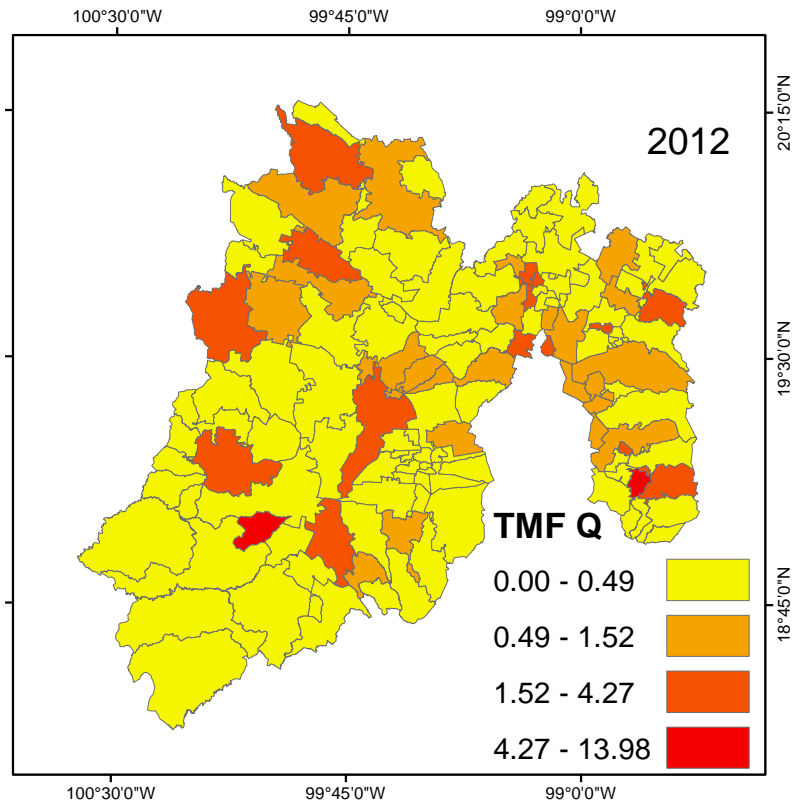 100°30'0"W 99°45'0"W 99°0'0"W
20°15'0"N
2012
19°30'0"N
TMF Q
0.00 - 0.49
0.49 - 1.52
18°45'0"N
1.52 - 4.27
4.27 - 13.98
100°30'0"W 99°45'0"W 99°0'0"W